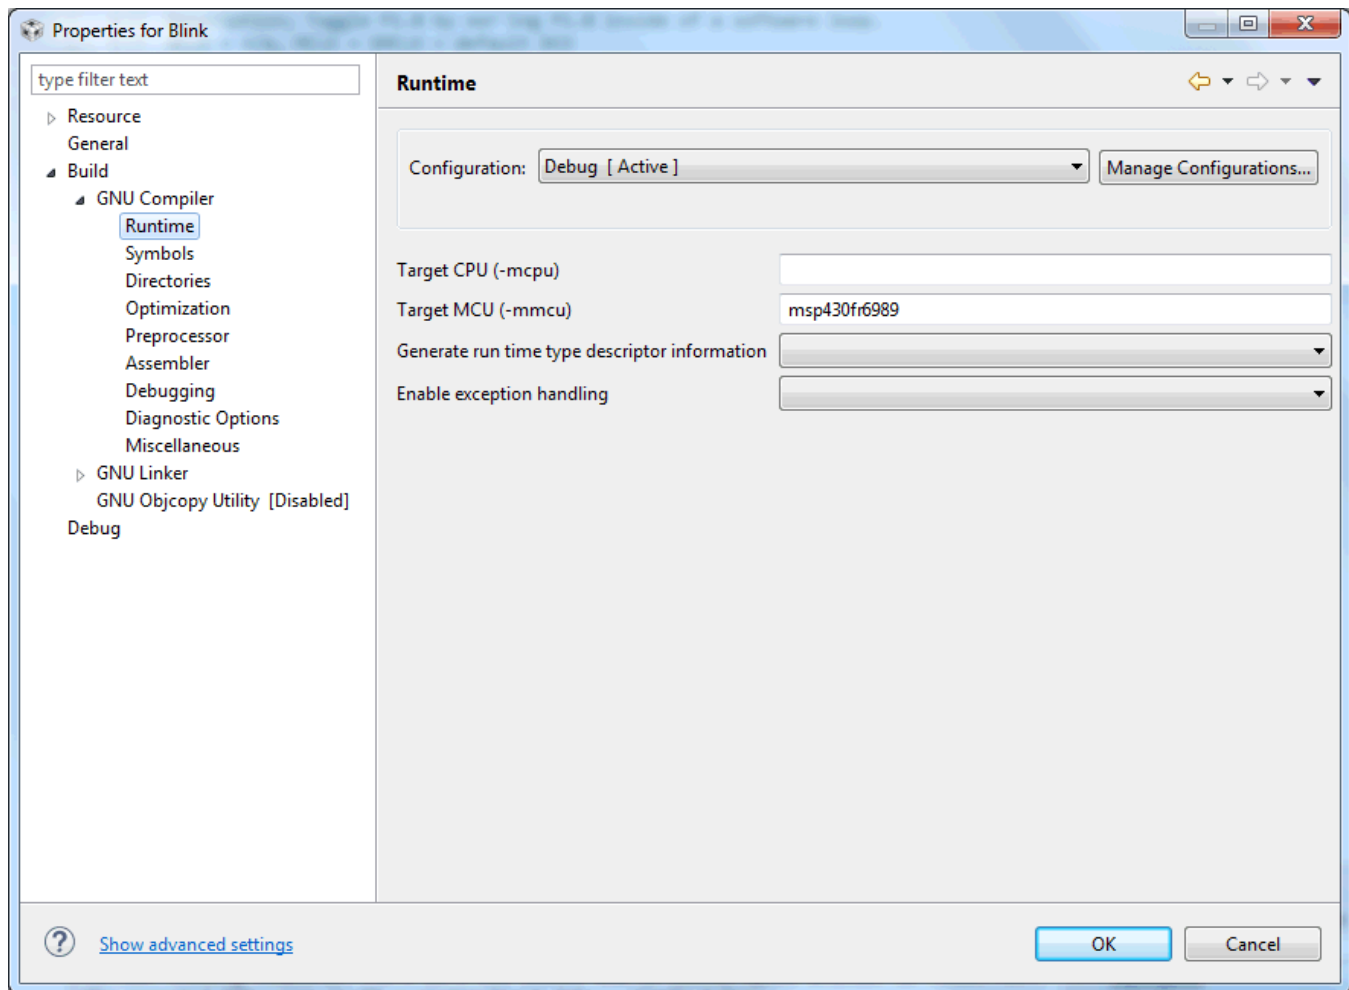 Properties for Blink
type filter text
Resource
General
Build
GNU Compiler
Runtime
Symbols
Directories
Optimization
Preprocessor
Assembler
Debugging
Diagnostic Options
Miscellaneous
GNU Linker
GNU Objcopy Utility [Disabled]
Debug
Runtime
Configuration: Debug [ Active ] Manage Configurations...
Target CPU (-mcpu)
Target MCU (-mmcu) msp430fr6989
Generate run time type descriptor information
Enable exception handling
? Show advanced settings
OK Cancel